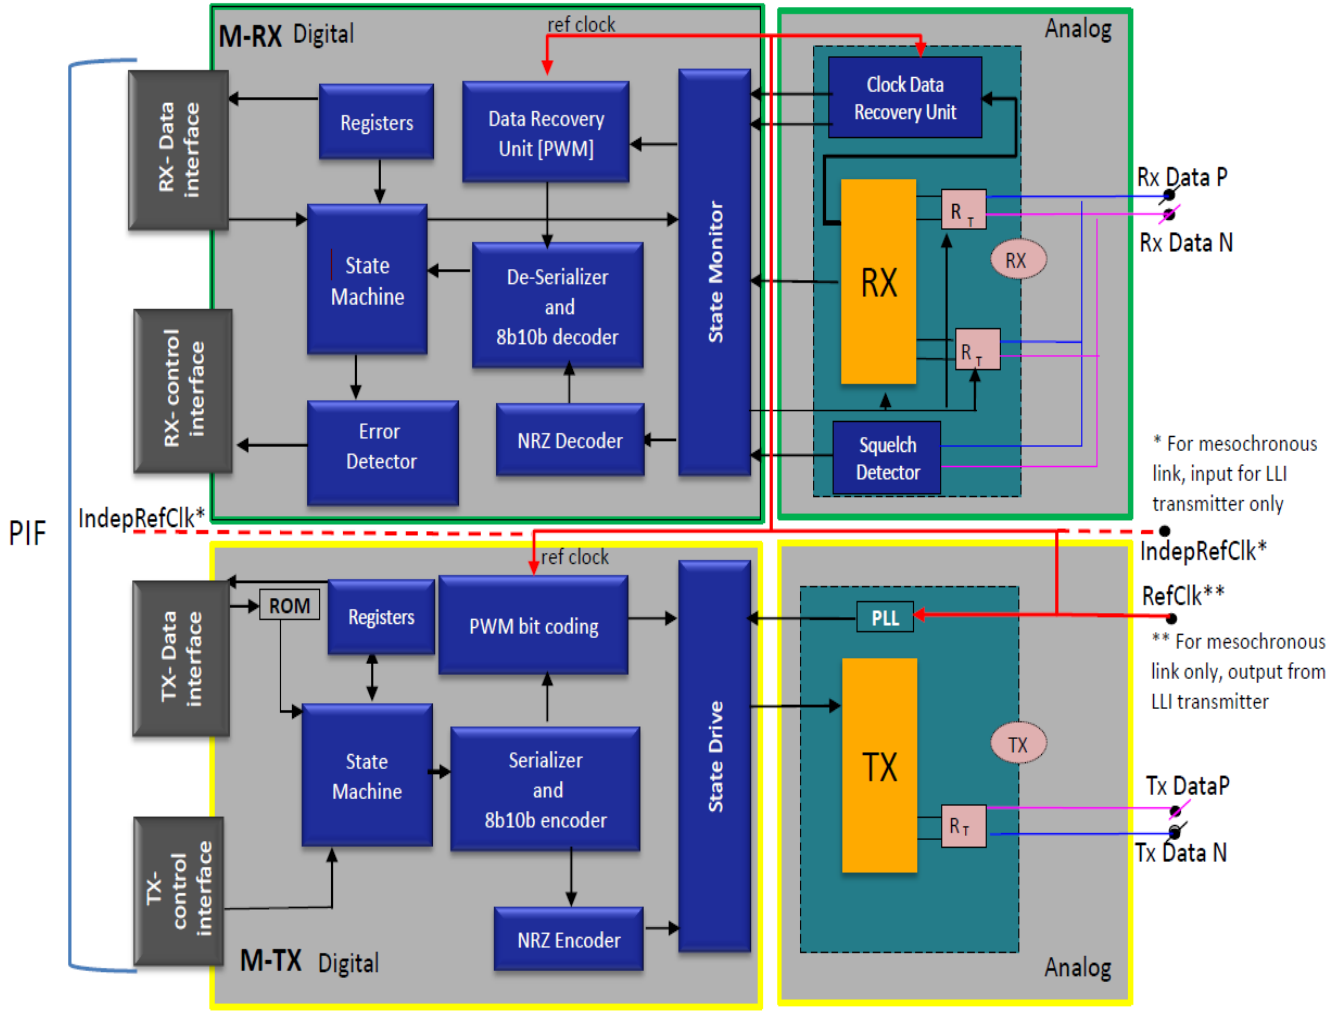 M-RX Digital
ref clock
Analog
RX- Data
interface
Registers
Data Recovery
Unit [PWM]
State Monitor
Clock Data
Recovery Unit
Rx Data P
Rx Data N
R T
RX
RX
State
Machine
De-Serializer
and
8b10b decoder
R T
RX- control
interface
Error
Detector
NRZ Decoder
Squelch
Detector
* For mesochronous
link, input for LLI
transmitter only
PIF
IndepRefClk*
IndepRefClk*
ref clock
TX- Data
interface
ROM
Registers
PWM bit coding
State Drive
PLL
RefClk**
** For mesochronous
link only, output from
LLI transmitter
State
Machine
Serializer
and
8b10b encoder
TX
TX
Tx DataP
R T
Tx Data N
TX-
control
interface
NRZ Encoder
M-TX Digital
Analog